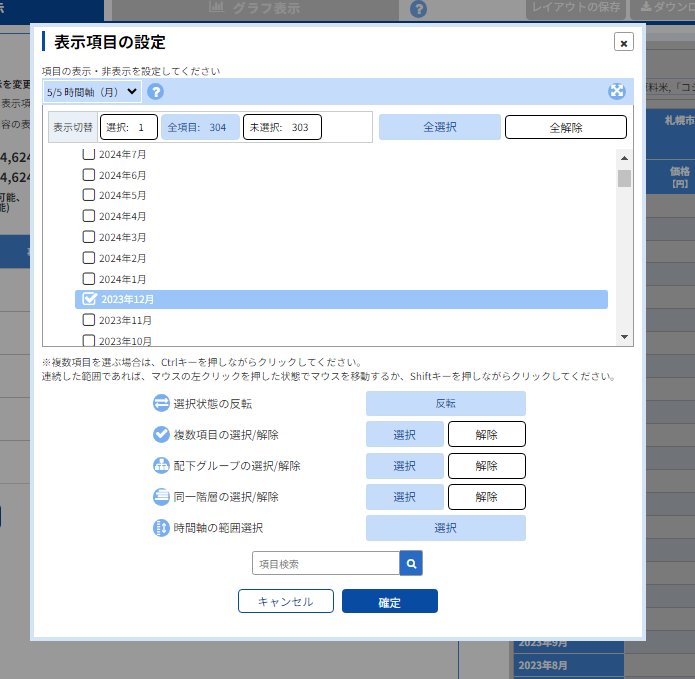 示
グラフ表示
?
レイアウトの保存
ダウンロ
表示項目の設定
×
項目の表示・非表示を設定してください
5/5 時間軸（月）
?
表示切替
選択: 1
全項目: 304
未選択: 303
全選択
全解除
2024年7月
2024年6月
2024年5月
2024年4月
2024年3月
2024年2月
2024年1月
2023年12月
2023年11月
2023年10月
※複数項目を選ぶ場合は、Ctrlキーを押しながらクリックしてください。
連続した範囲であれば、マウスの左クリックを押した状態でマウスを移動するか、Shiftキーを押しながらクリックしてください。
選択状態の反転
反転
複数項目の選択/解除
選択
解除
配下グループの選択/解除
選択
解除
同一階層の選択/解除
選択
解除
時間軸の範囲選択
選択
項目検索
キャンセル
確定
示を変更
表示項
容の表
4,624
4,624
可能、
能)
料米,「コシ
札幌市
価格
【円】
2023年9月
2023年8月